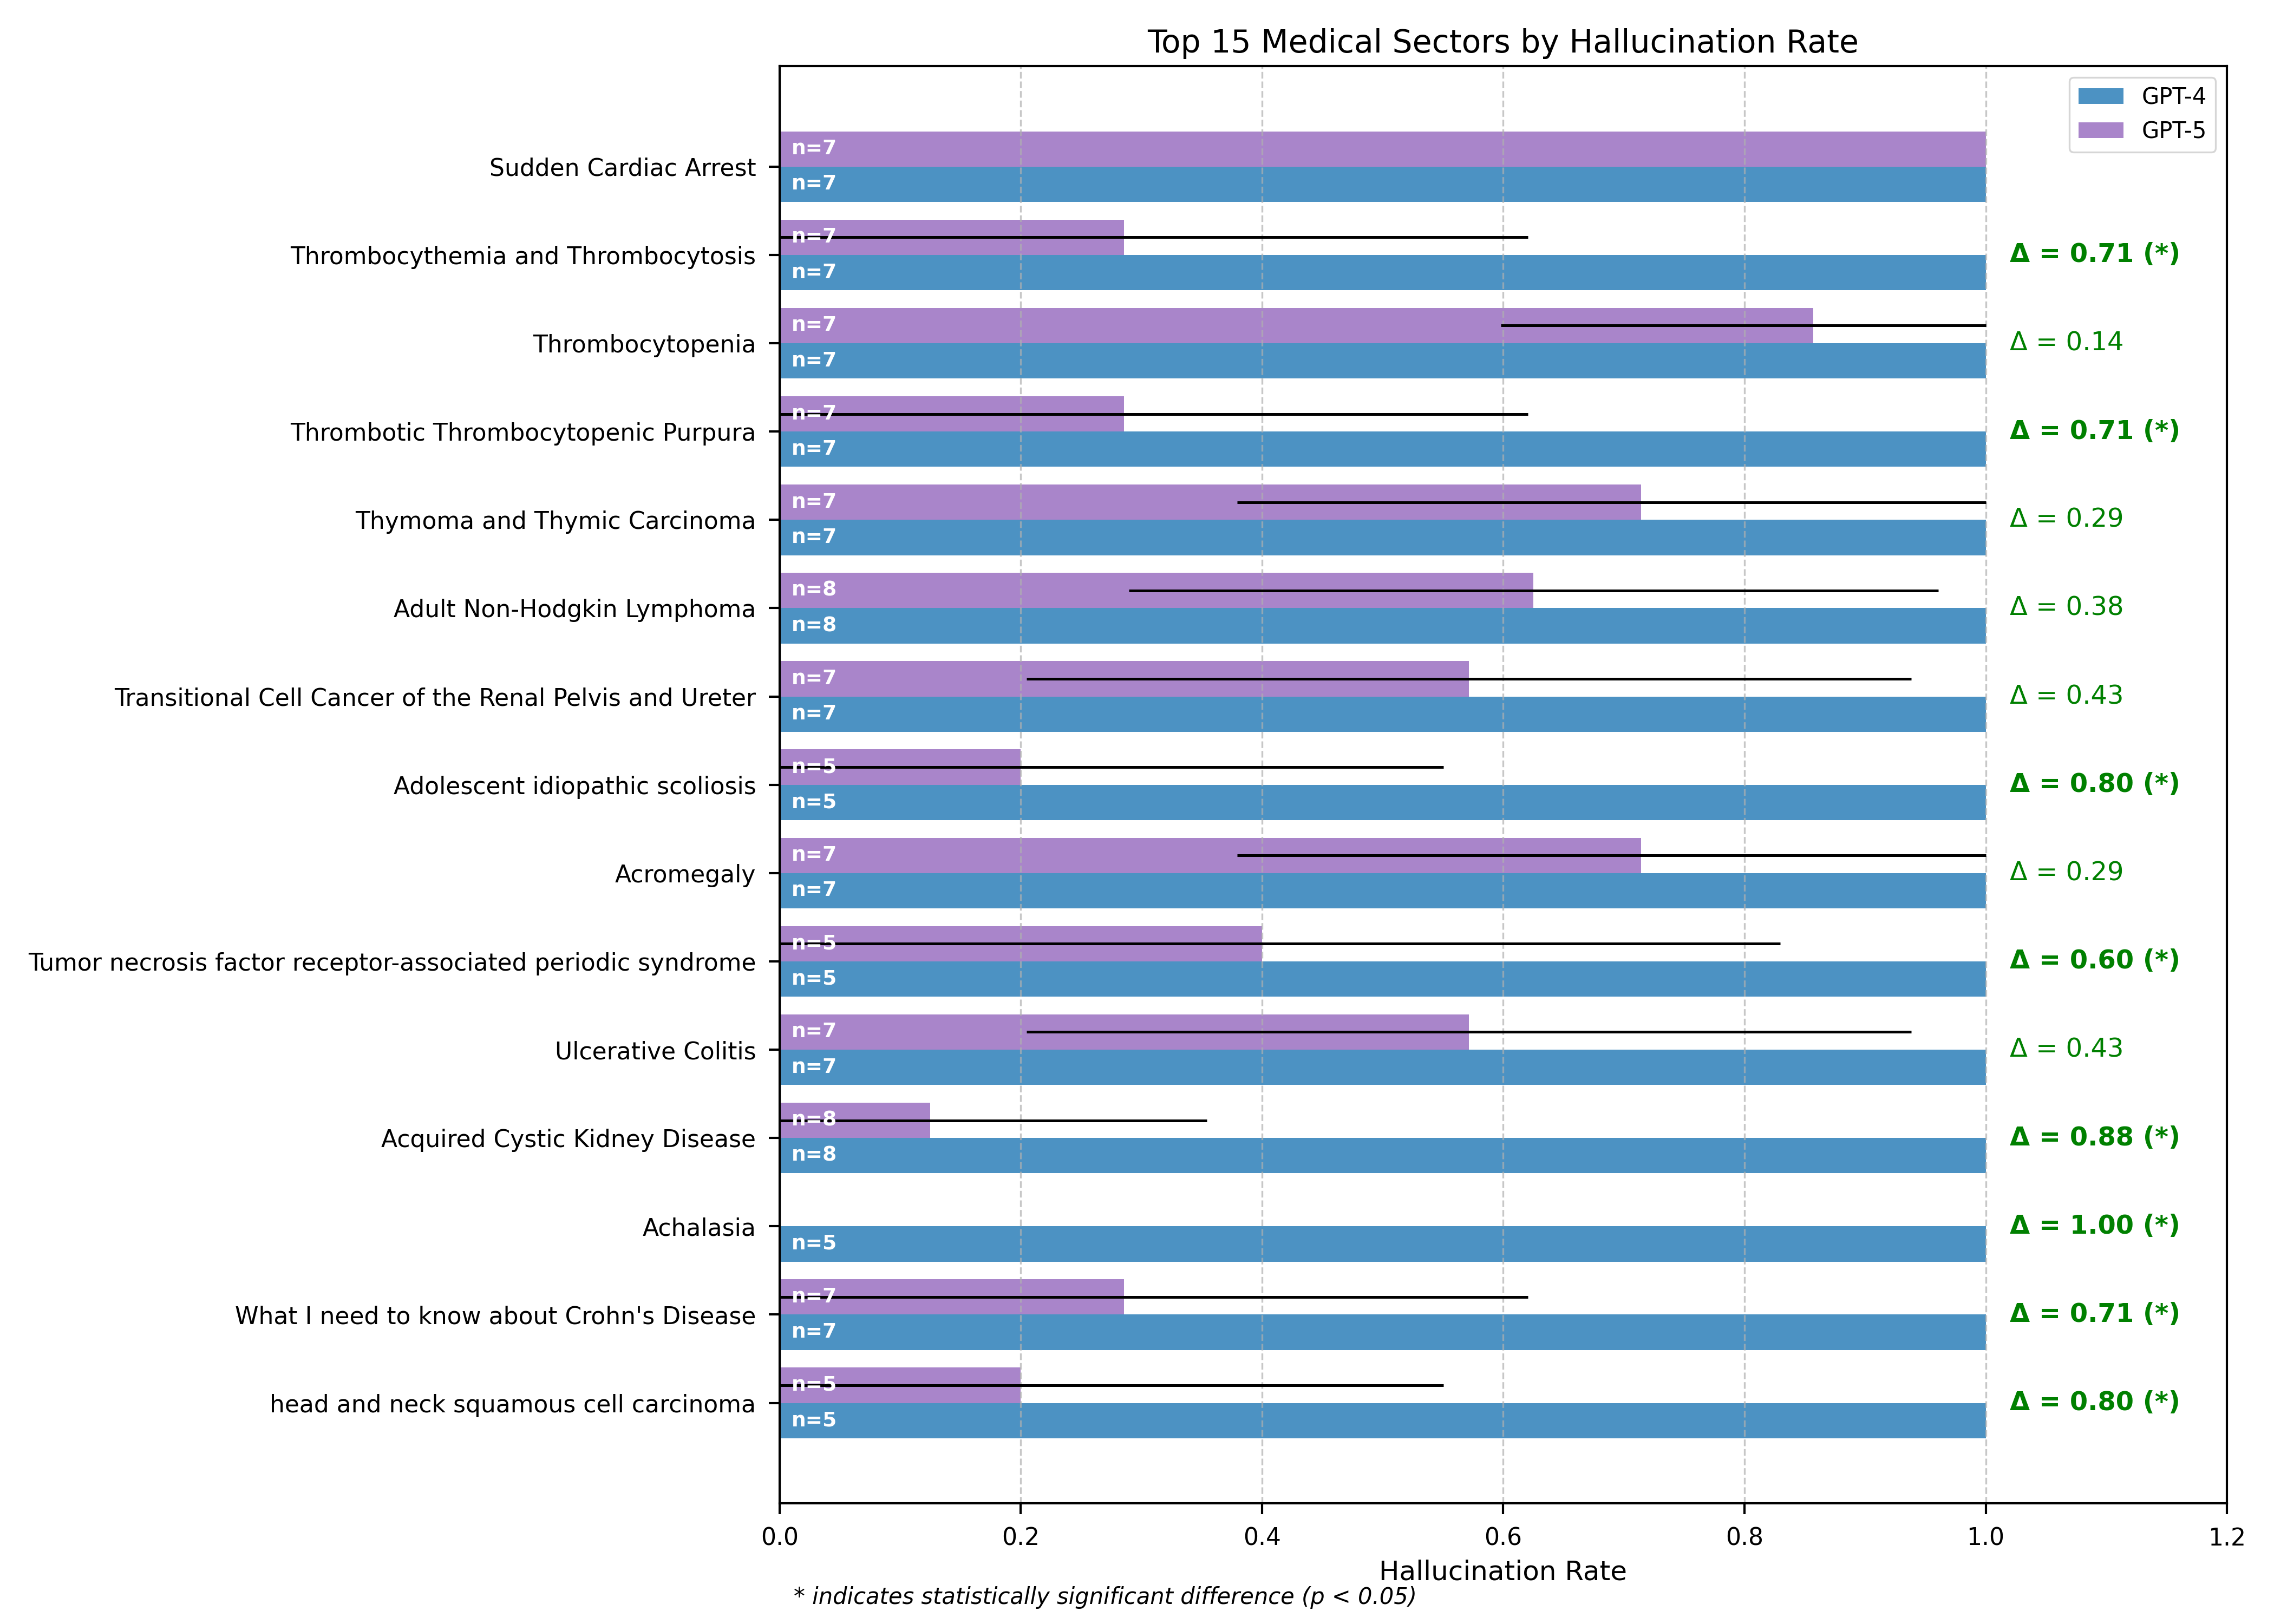 Top 15 Medical Sectors by Hallucination Rate
GPT-4
GPT-5
Sudden Cardiac Arrest
n=7
n=7
Thrombocythemia and Thrombocytosis
n=7
n=7
Δ = 0.71 (*)
Thrombocytopenia
n=7
n=7
Δ = 0.14
Thrombotic Thrombocytopenic Purpura
n=7
n=7
Δ = 0.71 (*)
Thymoma and Thymic Carcinoma
n=7
n=7
Δ = 0.29
Adult Non-Hodgkin Lymphoma
n=8
n=8
Δ = 0.38
Transitional Cell Cancer of the Renal Pelvis and Ureter
n=7
n=7
Δ = 0.43
Adolescent idiopathic scoliosis
n=5
n=5
Δ = 0.80 (*)
Acromegaly
n=7
n=7
Δ = 0.29
Tumor necrosis factor receptor-associated periodic syndrome
n=5
n=5
Δ = 0.60 (*)
Ulcerative Colitis
n=7
n=7
Δ = 0.43
Acquired Cystic Kidney Disease
n=8
n=8
Δ = 0.88 (*)
Achalasia
n=5
Δ = 1.00 (*)
What I need to know about Crohn's Disease
n=7
n=7
Δ = 0.71 (*)
head and neck squamous cell carcinoma
n=5
n=5
Δ = 0.80 (*)
0.0 0.2 0.4 0.6 0.8 1.0 1.2
Hallucination Rate
* indicates statistically significant difference (p < 0.05)